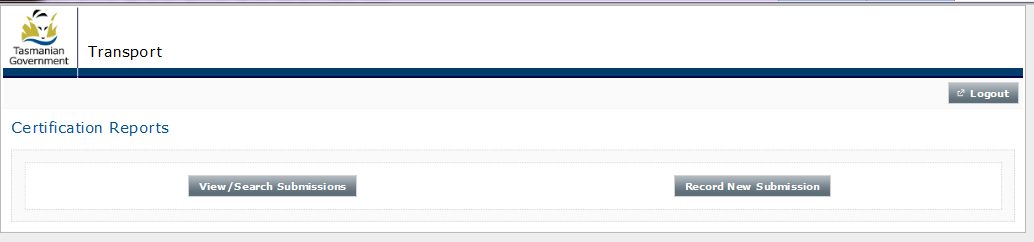 Tasmanian
Government
Transport
Logout
Certification Reports
View/Search Submissions
Record New Submission